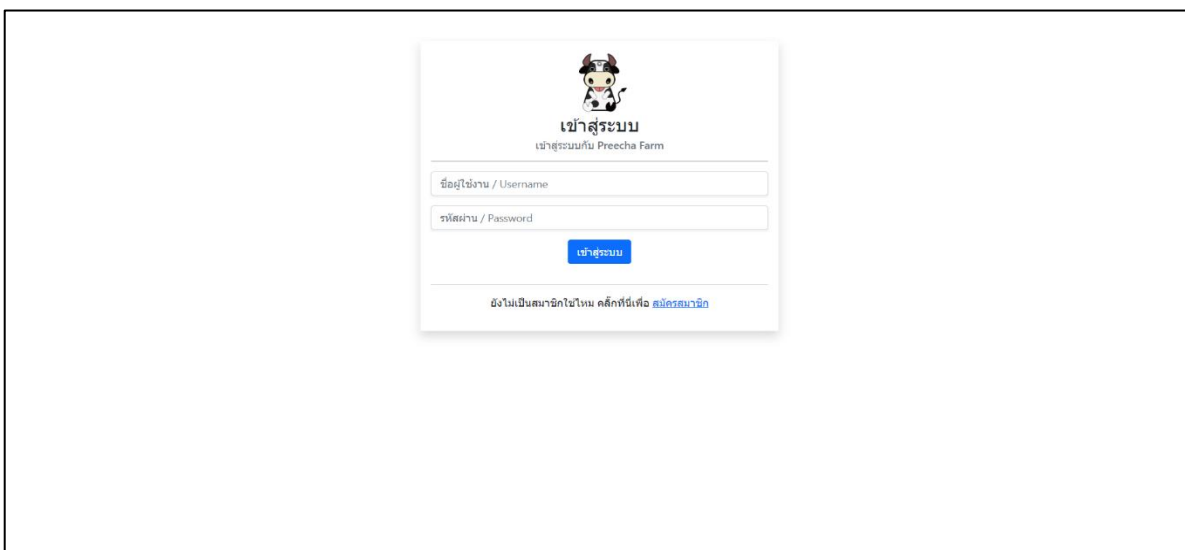 เข้าสู่ระบบ
เข้าสู่ระบบกับ Preecha Farm
ชื่อผู้ใช้งาน / Username
รหัสผ่าน / Password
เข้าสู่ระบบ
ยังไม่เป็นสมาชิกใช่ไหม คลิ๊กที่นี่เพื่อ สมัครสมาชิก